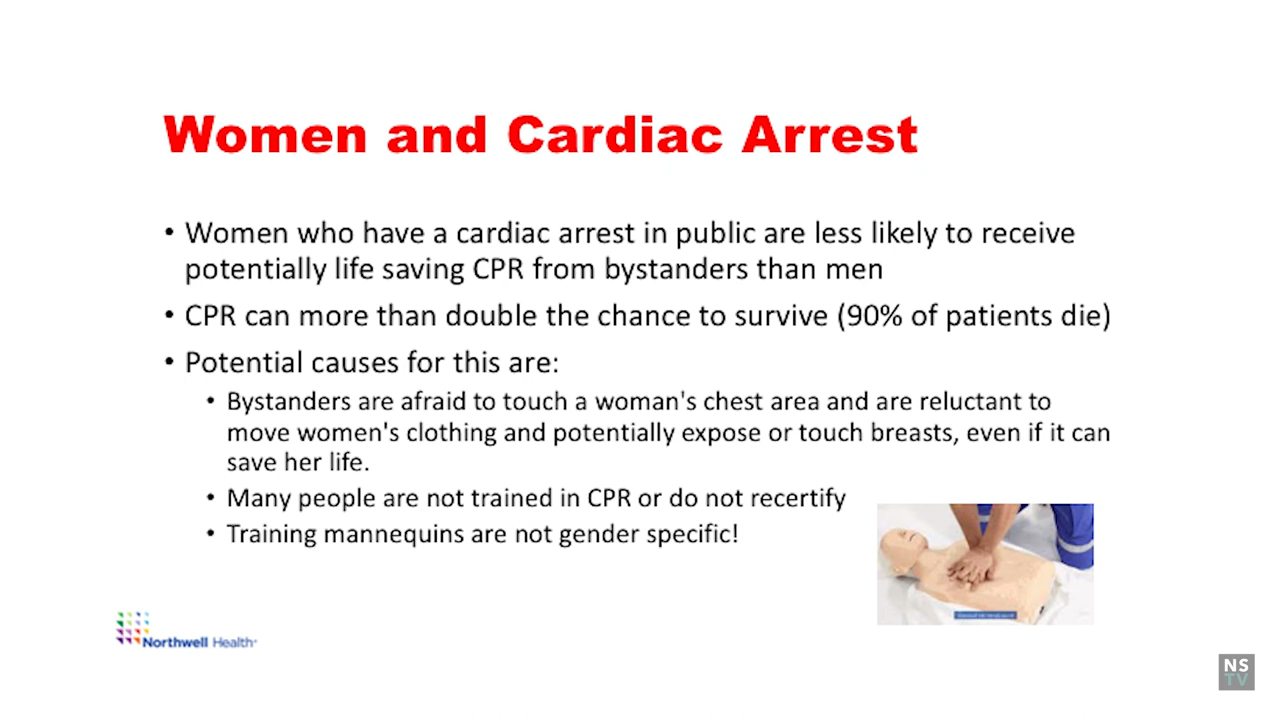 Women and Cardiac Arrest
• Women who have a cardiac arrest in public are less likely to receive
potentially life saving CPR from bystanders than men
• CPR can more than double the chance to survive (90% of patients die)
• Potential causes for this are:
• Bystanders are afraid to touch a woman's chest area and are reluctant to
move women's clothing and potentially expose or touch breasts, even if it can
save her life.
• Many people are not trained in CPR or do not recertify
• Training mannequins are not gender specific!
Northwell Health
NS
TV